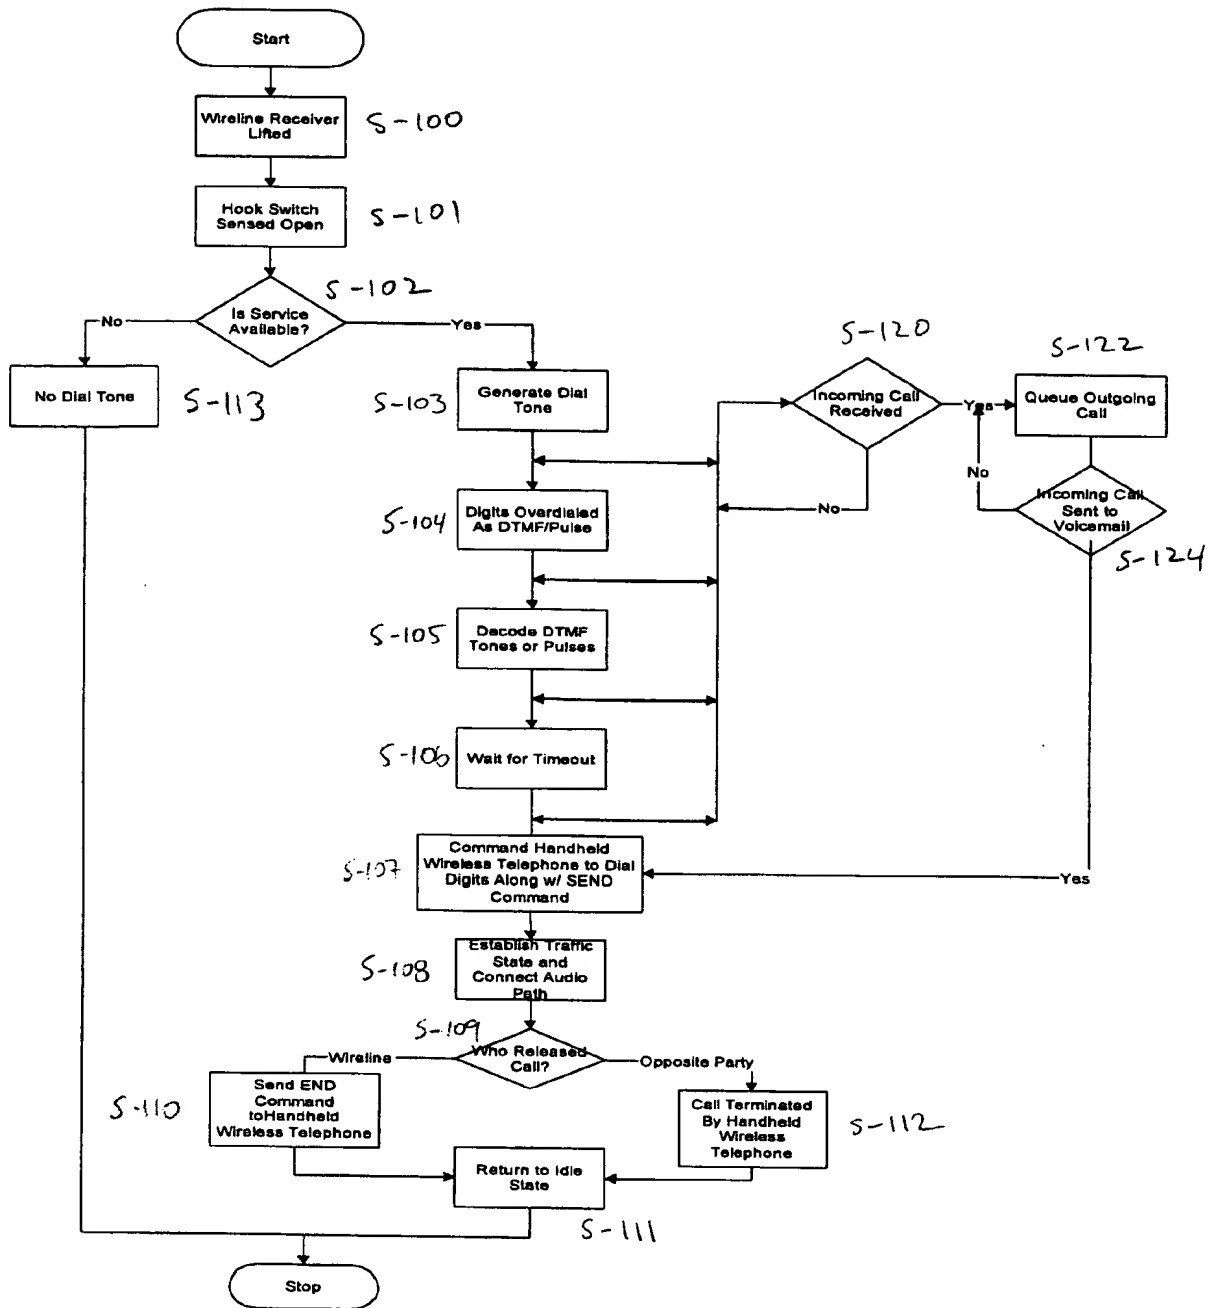 Start
Wireline Receiver
Lifted
S-100
Hook Switch
Sensed Open
S-101
S-102
Is Service
Available?
No
Yes
No Dial Tone
S-113
S-103
Generate Dial
Tone
S-120
Incoming Call
Received
Yes
No
S-122
Queue Outgoing
Call
No
Incoming Call
Sent to
Voicemail
S-124
Yes
S-104
Digits Overdialed
As DTMF/Pulse
S-105
Decode DTMF
Tones or Pulses
S-106
Wait for Timeout
S-107
Command Handheld
Wireless Telephone to Dial
Digits Along w/ SEND
Command
S-108
Establish Traffic
State and
Connect Audio
Path
S-109
Who Released
Call?
Wireline
Opposite Party
S-110
Send END
Command
toHandheld
Wireless Telephone
Call Terminated
By Handheld
Wireless
Telephone
S-112
Return to Idle
State
S-111
Stop